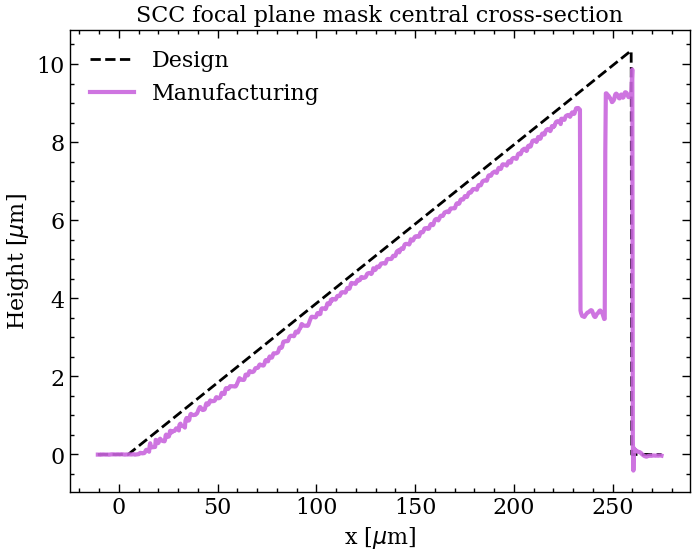 SCC focal plane mask central cross-section
Design
Manufacturing
Height [μm]
10
8
6
4
2
0
0 50 100 150 200 250
x [μm]